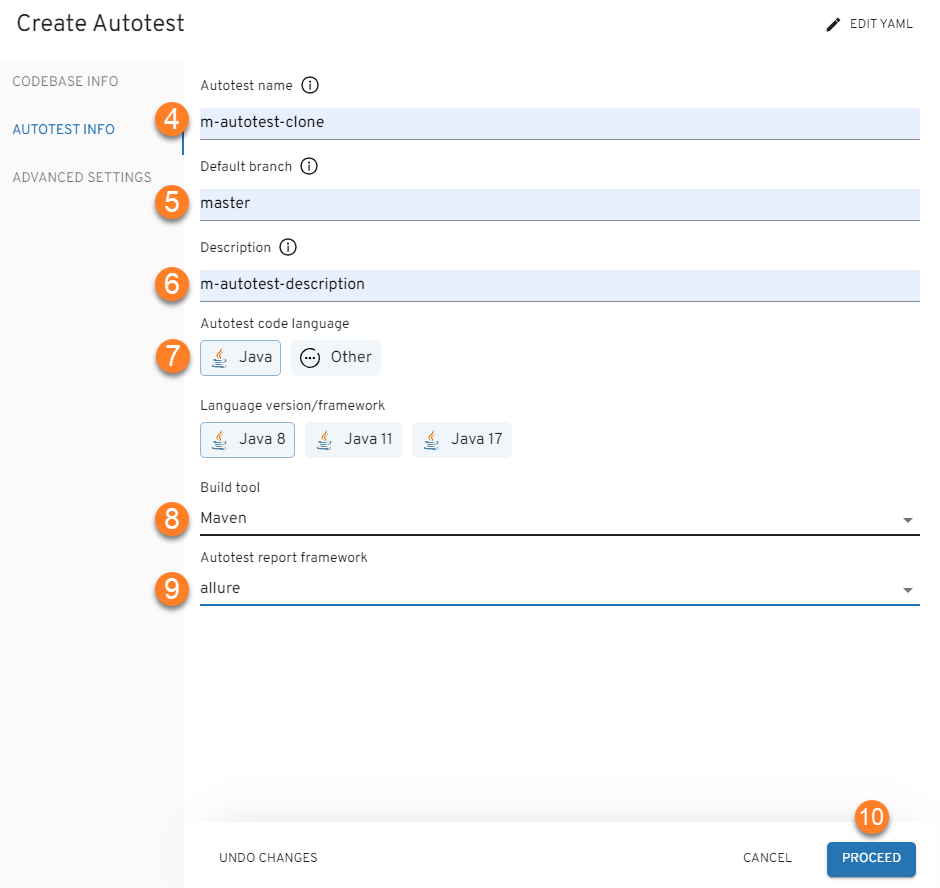 Create Autotest
EDIT YAML
CODEBASE INFO
AUTOTEST INFO
ADVANCED SETTINGS
Autotest name
4
m-autotest-clone
Default branch
5
master
Description
6
m-autotest-description
Autotest code language
7
Java Other
Language version/framework
Java 8 Java 11 Java 17
Build tool
8
Maven
Autotest report framework
9
allure
10
UNDO CHANGES CANCEL PROCEED